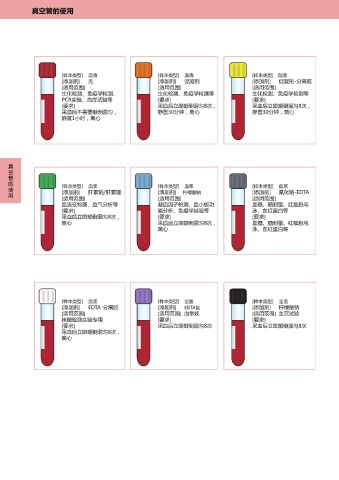 真空管的使用
真空管的使用
[样本类型] 血清
[添加剂] 无
[适用范围]
生化检测、免疫学检测、
PCR实验、血库试验等
[要求]
采血后不需要颠倒混匀,
静置1小时,离心
[样本类型] 血清
[添加剂] 促凝剂
[适用范围]
生化检测、免疫学检测等
[要求]
采血后立即颠倒混匀8次,
静置30分钟,离心
[样本类型] 血清
[添加剂] 促凝剂-分离胶
[适用范围]
生化检测、免疫学检测等
[要求]
采血后立即颠倒混匀8次,
静置30分钟,离心
[样本类型] 血浆
[添加剂] 肝素钠/肝素锂
[适用范围]
血流变检测、血气分析等
[要求]
采血后立即颠倒混匀8次,
离心
[样本类型] 血浆
[添加剂] 柠檬酸钠
[适用范围]
凝血因子检测、血小板功
能分析、免疫学试验等
[要求]
采血后立即颠倒混匀8次,
离心
[样本类型] 血浆
[添加剂] 氟化钠-EDTA
[适用范围]
血糖、糖耐量、红细胞电
泳、血红蛋白等
[要求]
血糖、糖耐量、红细胞电
泳、血红蛋白等
[样本类型] 血浆
[添加剂] EDTA-分离胶
[适用范围]
核酸检测实验专用
[要求]
采血后立即颠倒混匀8次,
离心
[样本类型] 全血
[添加剂] EDTA盐
[适用范围] 血常规
[要求]
采血后立即颠倒混匀8次
[样本类型] 全血
[添加剂] 柠檬酸钠
[适用范围] 血沉试验
[要求]
采血后立即颠倒混匀8次